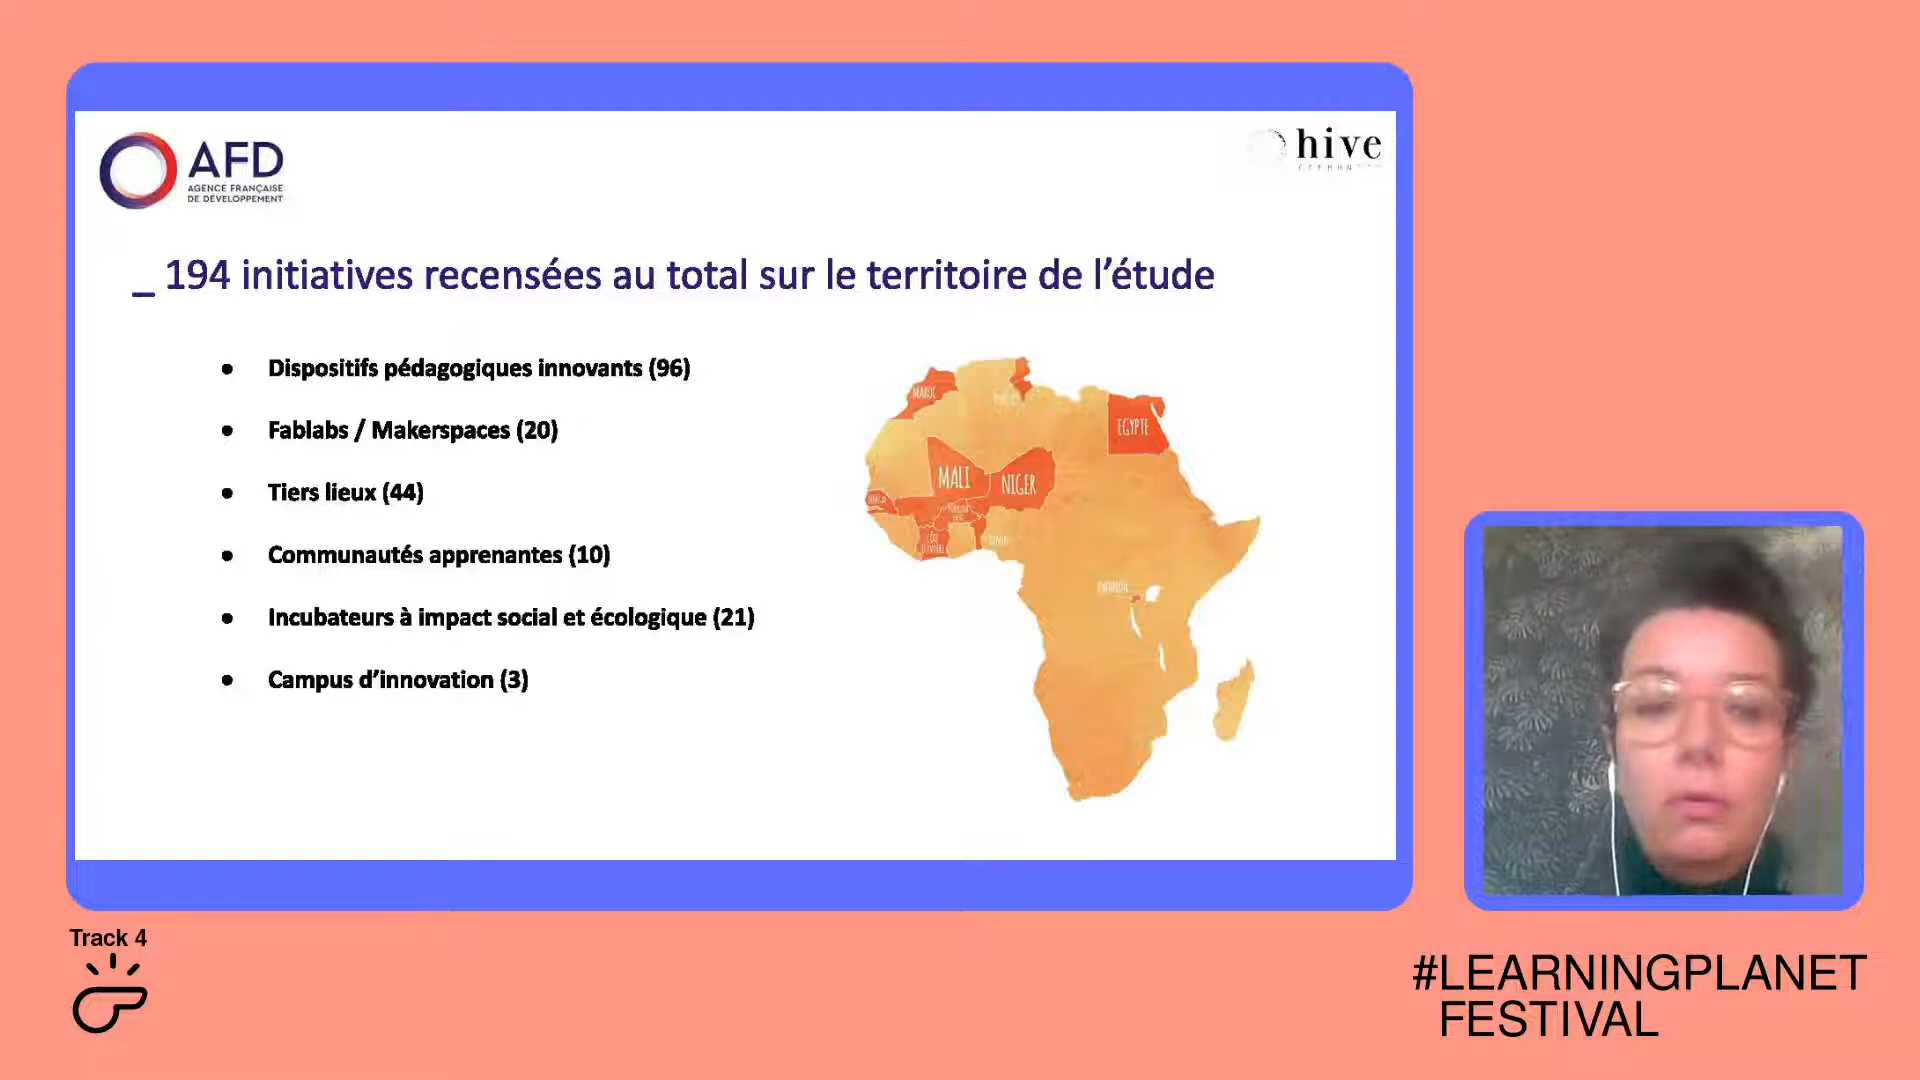 AFD
AGENCE FRANÇAISE
DE DÉVELOPPEMENT
hive
_ 194 initiatives recensées au total sur le territoire de l’étude
• Dispositifs pédagogiques innovants (96)
• Fablabs / Makerspaces (20)
• Tiers lieux (44)
• Communautés apprenantes (10)
• Incubateurs à impact social et écologique (21)
• Campus d’innovation (3)
MAROC
EGYPTE
MALI
NIGER
Track 4
#LEARNINGPLANET
FESTIVAL